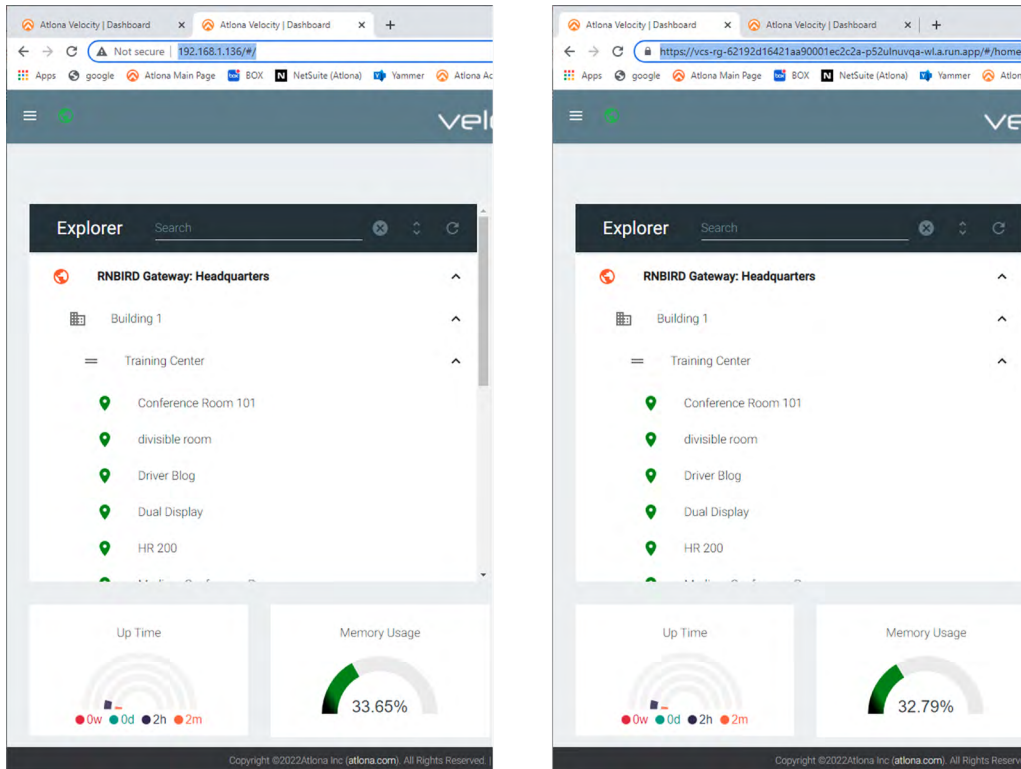 Atlona Velocity | Dashboard
Atlona Velocity | Dashboard
Not secure | 192.168.1.136/#/
Apps google Atlona Main Page BOX NetSuite (Atlona) Yammer Atlona Ac
velo
Explorer Search
RNBIRD Gateway: Headquarters
Building 1
Training Center
Conference Room 101
divisible room
Driver Blog
Dual Display
HR 200
Up Time
0w 0d 2h 2m
Memory Usage
33.65%
Copyright ©2022Atlona Inc (atlona.com). All Rights Reserved. |
Atlona Velocity | Dashboard
Atlona Velocity | Dashboard
https://vcs-rg-62192d16421aa90001ec2c2a-p52ulnuvqa-wl.a.run.app/#/home
Apps google Atlona Main Page BOX NetSuite (Atlona) Yammer Atlon
ve
Explorer Search
RNBIRD Gateway: Headquarters
Building 1
Training Center
Conference Room 101
divisible room
Driver Blog
Dual Display
HR 200
Up Time
0w 0d 2h 2m
Memory Usage
32.79%
Copyright ©2022Atlona Inc (atlona.com). All Rights Reserv